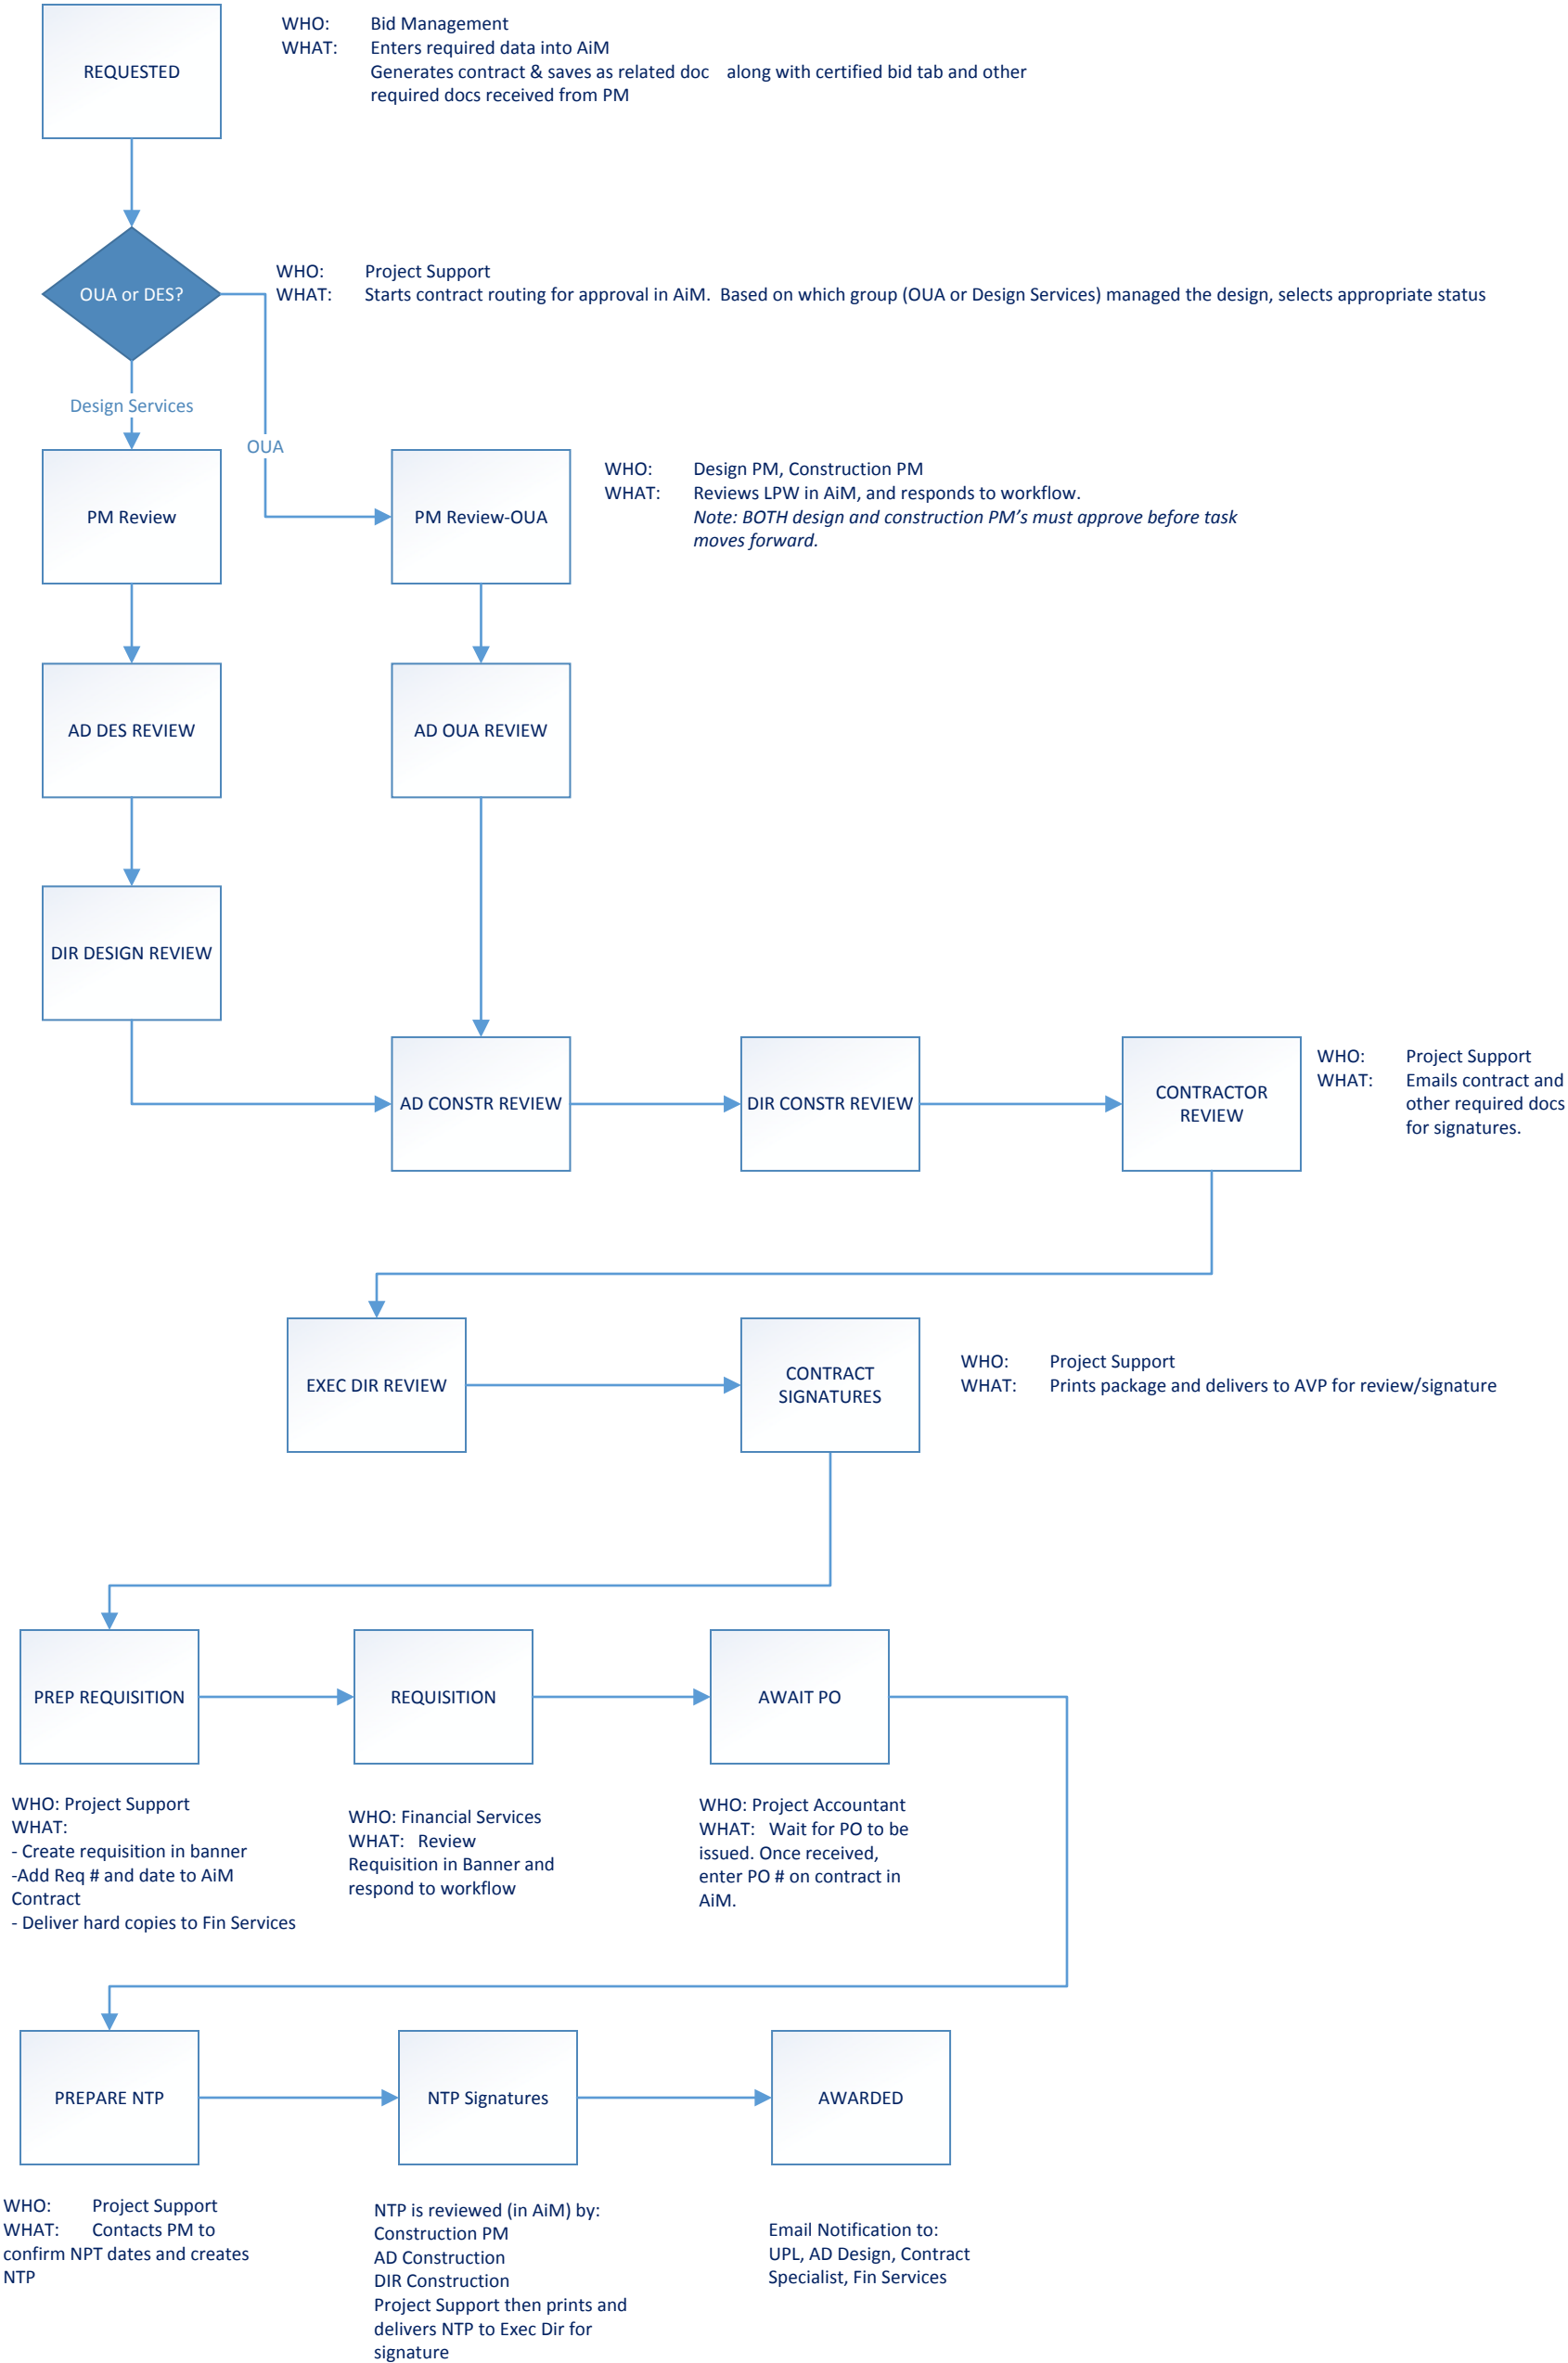 REQUESTED
WHO: Bid Management
WHAT: Enters required data into AiM
Generates contract & saves as related doc along with certified bid tab and other
required docs received from PM
OUA or DES?
WHO: Project Support
WHAT: Starts contract routing for approval in AiM. Based on which group (OUA or Design Services) managed the design, selects appropriate status
Design Services
OUA
PM Review
PM Review-OUA
WHO: Design PM, Construction PM
WHAT: Reviews LPW in AiM, and responds to workflow.
Note: BOTH design and construction PM's must approve before task
moves forward.
AD DES REVIEW
AD OUA REVIEW
DIR DESIGN REVIEW
AD CONSTR REVIEW
DIR CONSTR REVIEW
CONTRACTOR
REVIEW
WHO: Project Support
WHAT: Emails contract and
other required docs
for signatures.
EXEC DIR REVIEW
CONTRACT
SIGNATURES
WHO: Project Support
WHAT: Prints package and delivers to AVP for review/signature
PREP REQUISITION
REQUISITION
AWAIT PO
WHO: Project Support
WHAT:
- Create requisition in banner
-Add Req # and date to AiM
Contract
- Deliver hard copies to Fin Services
WHO: Financial Services
WHAT: Review
Requisition in Banner and
respond to workflow
WHO: Project Accountant
WHAT: Wait for PO to be
issued. Once received,
enter PO # on contract in
AiM.
PREPARE NTP
NTP Signatures
AWARDED
WHO: Project Support
WHAT: Contacts PM to
confirm NPT dates and creates
NTP
NTP is reviewed (in AiM) by:
Construction PM
AD Construction
DIR Construction
Project Support then prints and
delivers NTP to Exec Dir for
signature
Email Notification to:
UPL, AD Design, Contract
Specialist, Fin Services